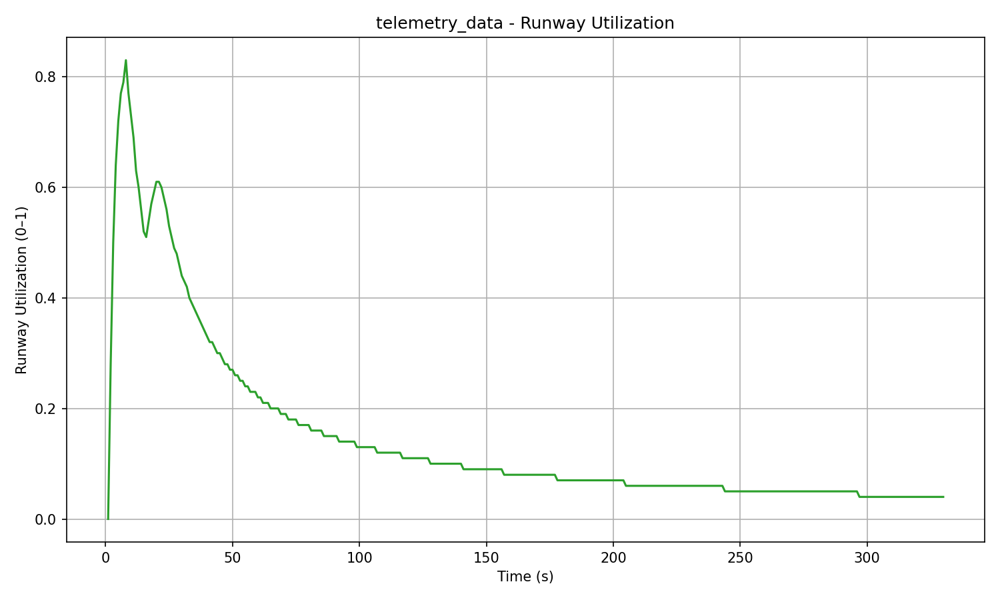 telemetry_data - Runway Utilization
Runway Utilization (0–1)
0.8
0.6
0.4
0.2
0.0
0 50 100 150 200 250 300
Time (s)